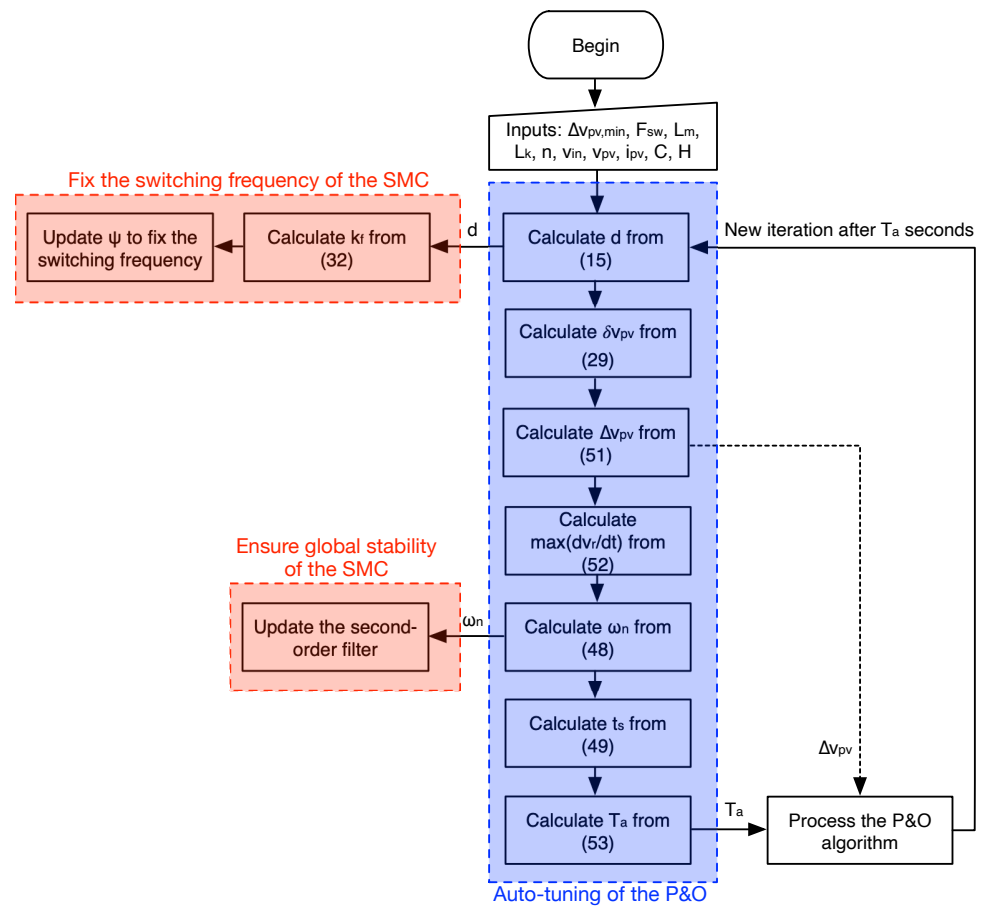 Begin
Inputs: Δvpv,min, Fsw, Lm,
Lk, n, vin, vpv, ipv, C, H
Fix the switching frequency of the SMC
Update ψ to fix the
switching frequency
Calculate kf from
(32)
d
Calculate d from
(15)
New iteration after Ta seconds
Calculate δvpv from
(29)
Calculate Δvpv from
(51)
Calculate
max(dvr/dt) from
(52)
Ensure global stability
of the SMC
Update the second-
order filter
ωn
Calculate ωn from
(48)
Calculate ts from
(49)
Δvpv
Calculate Ta from
(53)
Ta
Process the P&O
algorithm
Auto-tuning of the P&O